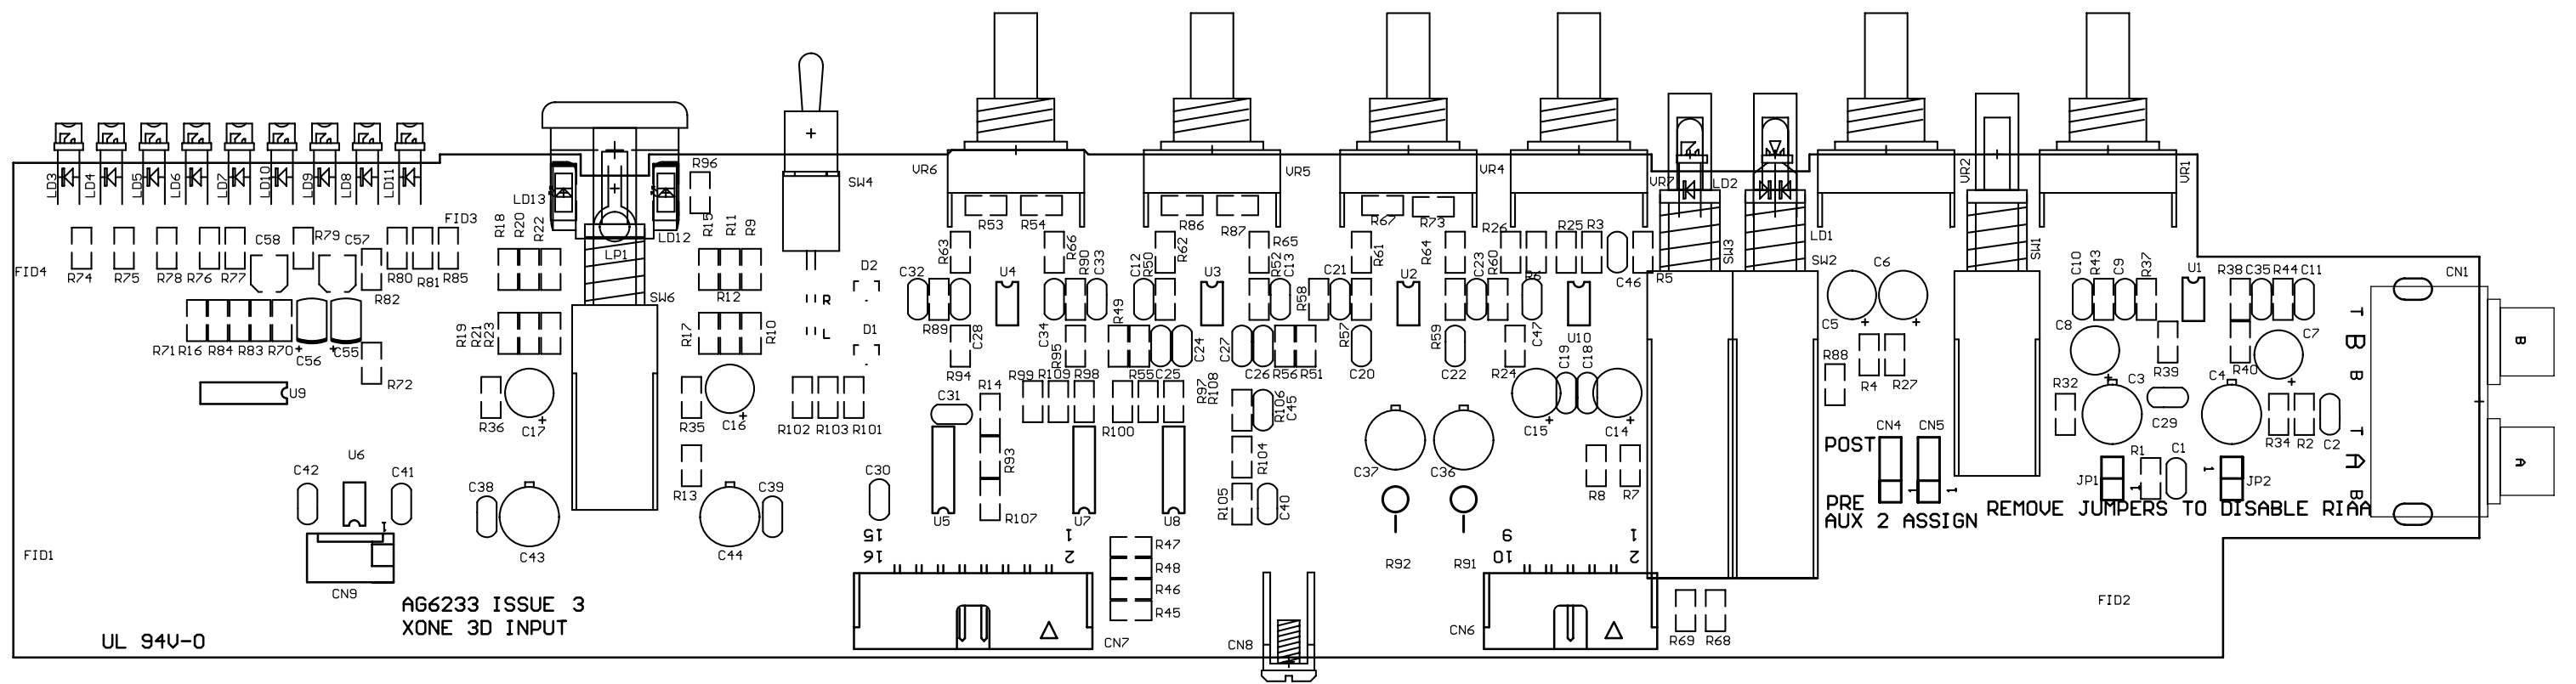 LD3 LD4 LD5 LD6 LD7 LD10 LD9 LD8 LD11
LD13 R96 SW4 VR6 VR5 VR4 VR7 LD2 VR2 VR1
FID3 LD12 LP1
R53 R54 R86 R87 R67 R73
R18 R20 R22 R15 R11 R9
C58 R79 C57
R63 R66 R90 C33 C12 R50 R62 R65 R52 C13 R61 R64 C23 R60 R26 R25 R3
SW3 LD1 SW2 SW1
FID4 R74 R75 R78 R76 R77 R80 R81 R85 R82
D2 C32 U4 U3 C21 U2 C46 R5 C6 C10 R43 C9 R37 U1 R38 C35 R44 C11 CN1
SW6 R12 R
R19 R21 R23 R17 R10 D1 L
R89 C28 C34 R95 R49 C24 C27 R58 R57 R59 C47 U10 C5 C8 C7 T
R71 R16 R84 R83 R70 C56 C55
R72 U9
R94 R99 R109 R98 R55 C25 C26 R56 R51 C20 C22 R24 C19 C18 R88 R4 R27 R39 R40 B B B
R14 C31 R97 R108 R106 C45 R32 C3 C4
R36 C17 R35 C16 R102 R103 R101 R100 C15 C14 CN4 CN5 C29 R34 R2 C2 T
POST
U6 R93 R104 R1 C1 A A
C42 C41 C38 R13 C39 C30 C37 C36 R8 R7 JP1 1 1 JP2 B
1 R105 C40 1 1
PRE REMOVE JUMPERS TO DISABLE RIAA
AUX 2 ASSIGN
U5 R107 U7 U8
15 1 9 1
16 2 10 2
FID1 C43 C44 R47
CN9 R48 R92 R91
R46
AG6233 ISSUE 3 R45 FID2
XONE 3D INPUT
UL 94V-0 CN7 CN8 CN6 R69 R68